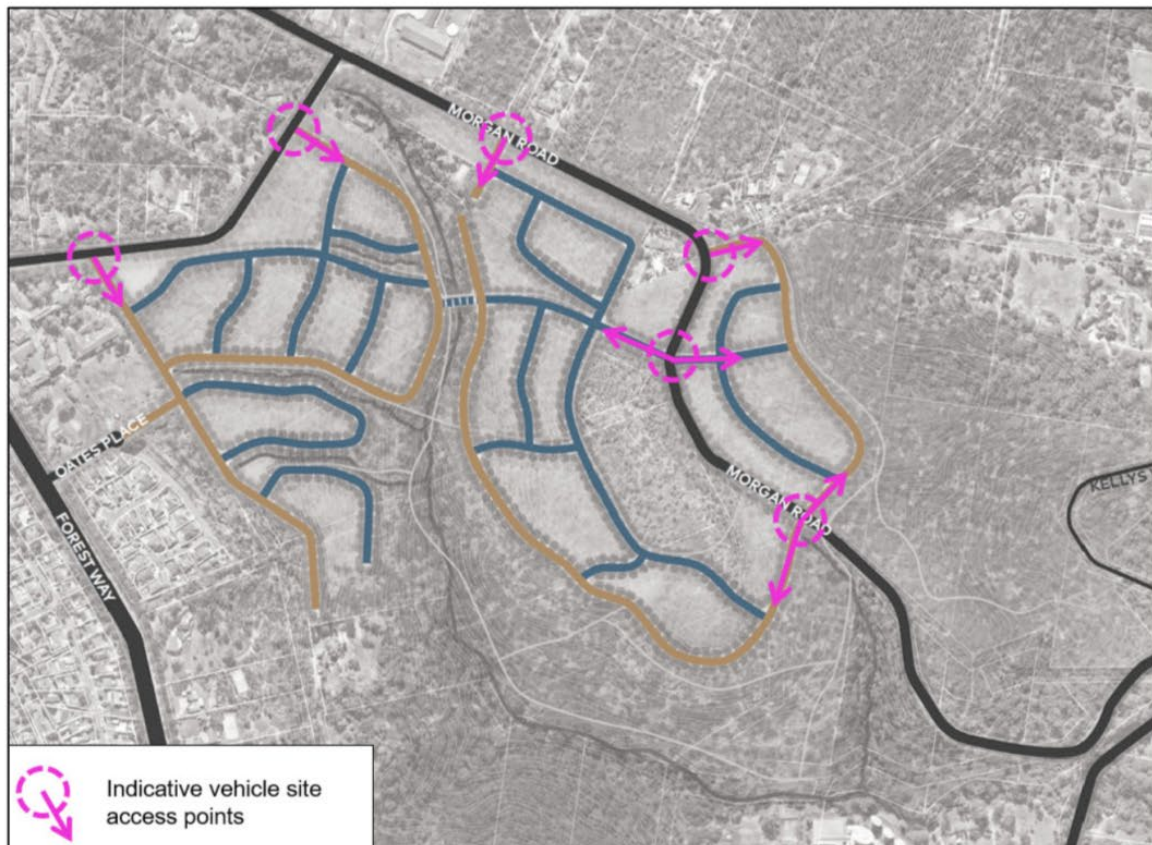 MORGAN ROAD
OATES PLACE
FOREST WAY
MORGAN ROAD
KELLYS
Indicative vehicle site
access points